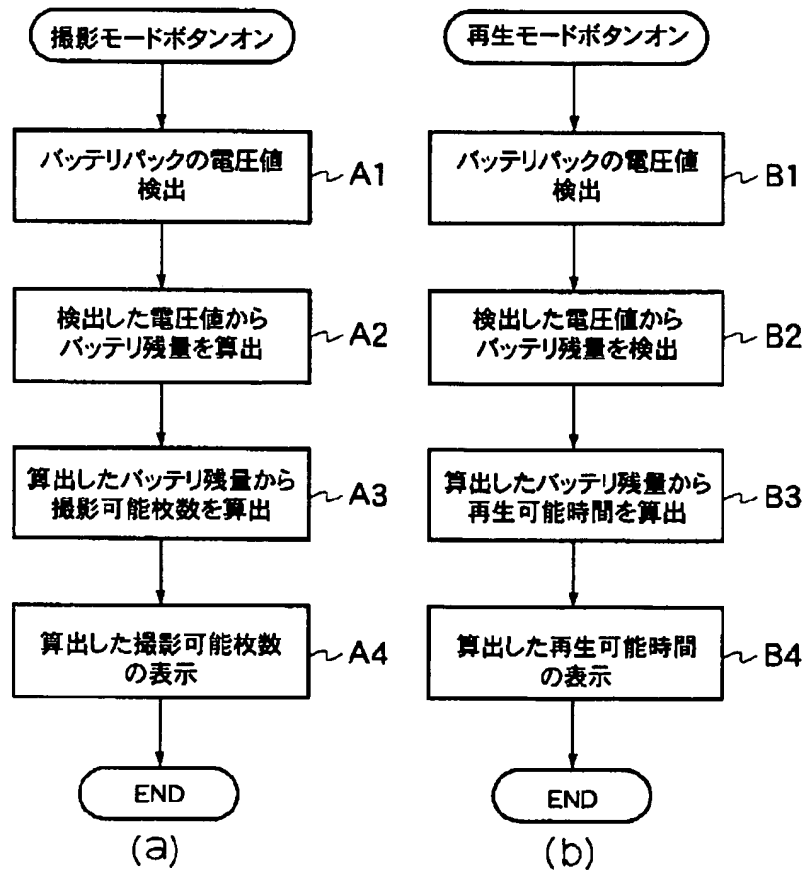 撮影モードボタンオン
バッテリパックの電圧値
検出
A1
検出した電圧値から
バッテリ残量を算出
A2
算出したバッテリ残量から
撮影可能枚数を算出
A3
算出した撮影可能枚数
の表示
A4
END
(a)
再生モードボタンオン
バッテリパックの電圧値
検出
B1
検出した電圧値から
バッテリ残量を検出
B2
算出したバッテリ残量から
再生可能時間を算出
B3
算出した再生可能時間
の表示
B4
END
(b)